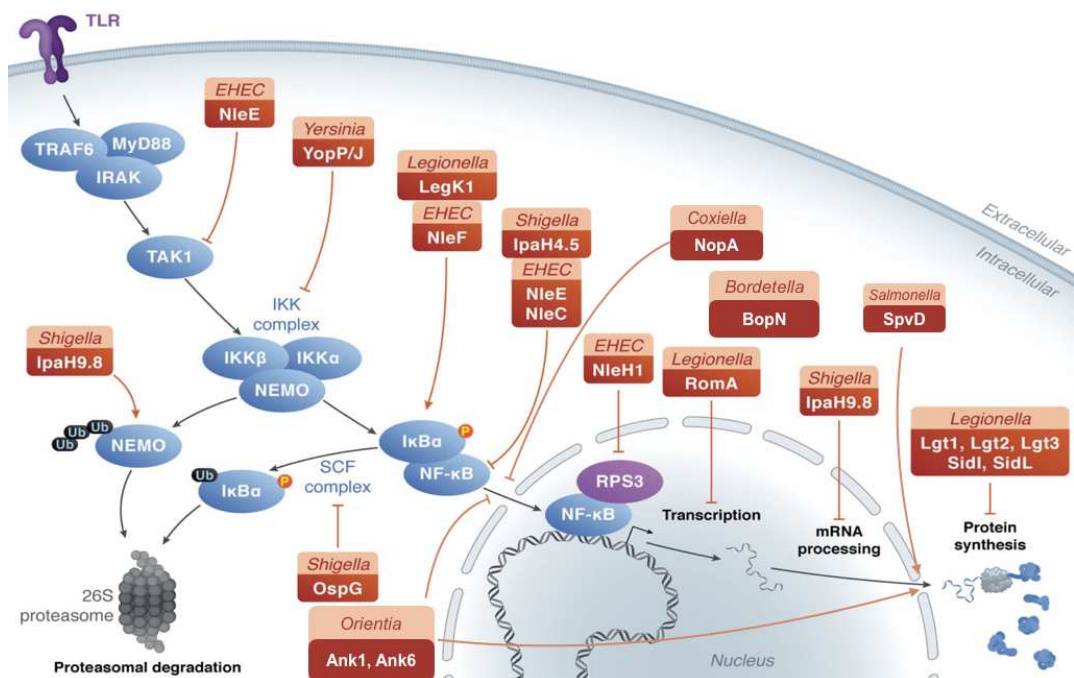 TLR
EHEC
NleE
Yersinia
YopP/J
TRAF6
MyD88
IRAK
Legionella
LegK1
EHEC
NleF
Shigella
IpaH4.5
EHEC
NleE
NleC
Coxiella
NopA
Extracellular
Intracellular
TAK1
Bordetella
BopN
Salmonella
SpvD
IKK
complex
Shigella
IpaH9.8
IKKβ
IKKα
NEMO
EHEC
NleH1
Legionella
RomA
Shigella
IpaH9.8
Legionella
Lgt1, Lgt2, Lgt3
SidI, SidL
Ub
Ub
Ub
NEMO
IκBα
P
NF-κB
Ub
IκBα
P
SCF
complex
RPS3
NF-κB
Transcription
mRNA
processing
Protein
synthesis
Shigella
OspG
26S
proteasome
Orientia
Ank1, Ank6
Proteasomal degradation
Nucleus